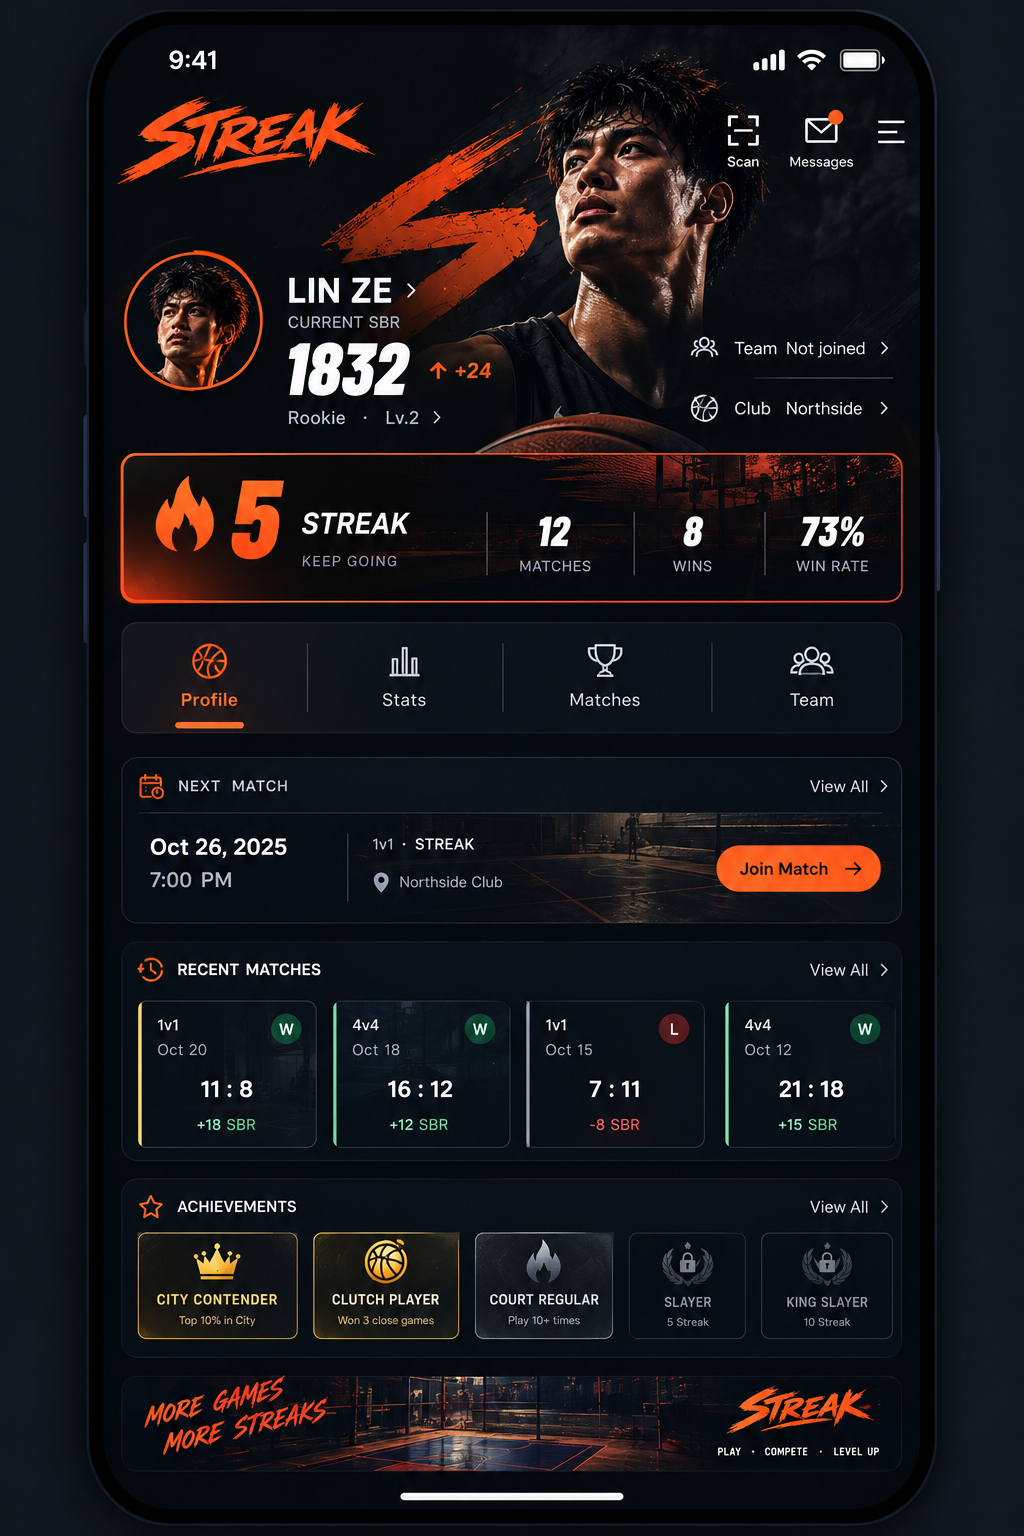 9:41
STREAK
Scan
Messages
LIN ZE
CURRENT SBR
1832
+24
Rookie · Lv.2
Team Not joined
Club Northside
5
STREAK
KEEP GOING
12
MATCHES
8
WINS
73%
WIN RATE
Profile
Stats
Matches
Team
NEXT MATCH
View All
Oct 26, 2025
7:00 PM
1v1 · STREAK
Northside Club
Join Match
RECENT MATCHES
View All
1v1
W
Oct 20
11 : 8
+18 SBR
4v4
W
Oct 18
16 : 12
+12 SBR
1v1
L
Oct 15
7 : 11
-8 SBR
4v4
W
Oct 12
21 : 18
+15 SBR
ACHIEVEMENTS
View All
CITY CONTENDER
Top 10% in City
CLUTCH PLAYER
Won 3 close games
COURT REGULAR
Play 10+ times
SLAYER
5 Streak
KING SLAYER
10 Streak
MORE GAMES
MORE STREAKS
STREAK
PLAY · COMPETE · LEVEL UP